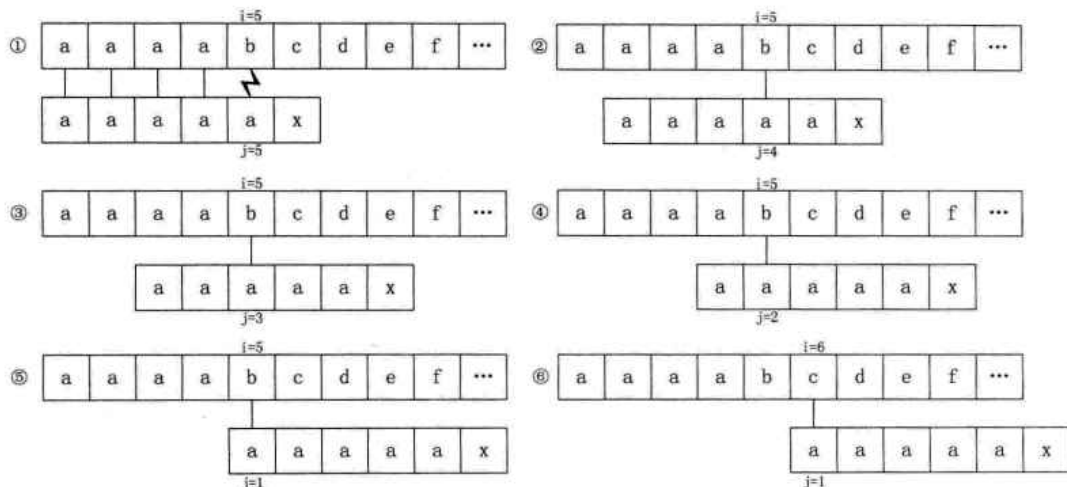 i=5
① a a a a b c d e f ⋯
a a a a a x
j=5
i=5
② a a a a b c d e f ⋯
a a a a a x
j=4
i=5
③ a a a a b c d e f ⋯
a a a a a x
j=3
i=5
④ a a a a b c d e f ⋯
a a a a a x
j=2
i=5
⑤ a a a a b c d e f ⋯
a a a a a x
j=1
i=6
⑥ a a a a b c d e f ⋯
a a a a a x
j=1